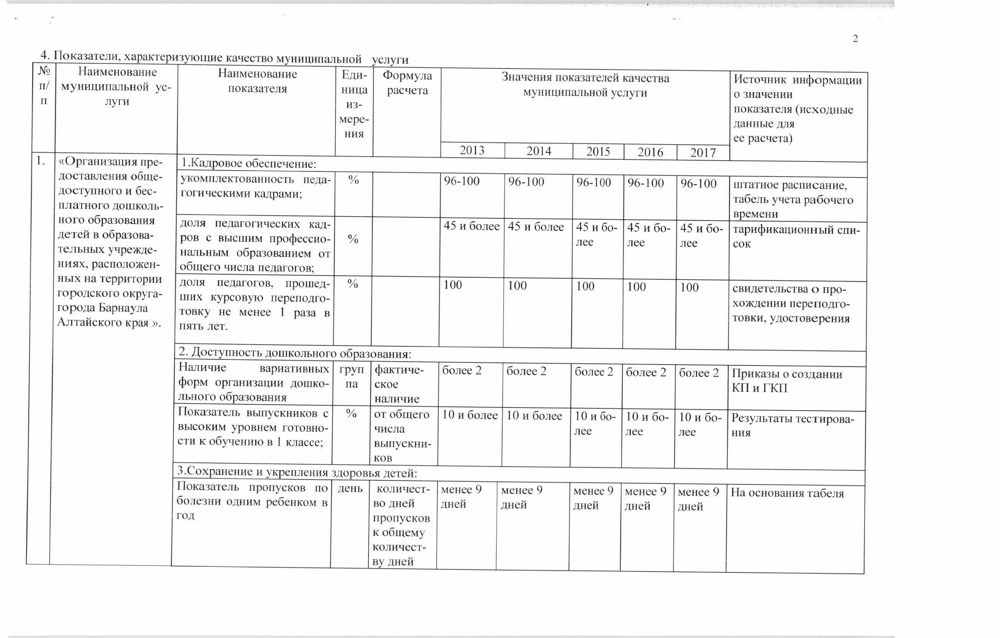 2
4. Показатели, характеризующие качество муниципальной услуги
№
п/
п
Наименование
муниципальной ус-
луги
Наименование
показателя
Еди-
ница
из-
мере-
ния
Формула
расчета
Значения показателей качества
муниципальной услуги
Источник информации
о значении
показателя (исходные
данные для
ее расчета)
2013 2014 2015 2016 2017
1.
«Организация пре-
доставления обще-
доступного и бес-
платного дошколь-
ного образования
детей в образова-
тельных учрежде-
ниях, расположен-
ных на территории
городского округа-
города Барнаула
Алтайского края ».
1.Кадровое обеспечение:
укомплектованность педа-
гогическими кадрами;
%
96-100 96-100 96-100 96-100 96-100
штатное расписание,
табель учета рабочего
времени
доля педагогических кад-
ров с высшим профессио-
нальным образованием от
общего числа педагогов;
%
45 и более
45 и более
45 и бо-
лее
45 и бо-
лее
45 и бо-
лее
тарификационный спи-
сок
доля педагогов, прошед-
ших курсовую переподго-
товку не менее 1 раза в
пять лет.
%
100 100 100 100 100
свидетельства о про-
хождении переподго-
товки, удостоверения
2. Доступность дошкольного образования:
Наличие вариативных
форм организации дошко-
льного образования
груп
па
фактиче-
ское
наличие
более 2 более 2 более 2 более 2 более 2
Приказы о создании
КП и ГКП
Показатель выпускников с
высоким уровнем готовно-
сти к обучению в 1 классе;
%
от общего
числа
выпускни-
ков
10 и более
10 и более
10 и бо-
лее
10 и бо-
лее
10 и бо-
лее
Результаты тестирова-
ния
3.Сохранение и укрепления здоровья детей:
Показатель пропусков по
болезни одним ребенком в
год
день
количест-
во дней
пропусков
к общему
количест-
ву дней
менее 9
дней
менее 9
дней
менее 9
дней
менее 9
дней
менее 9
дней
На основания табеля